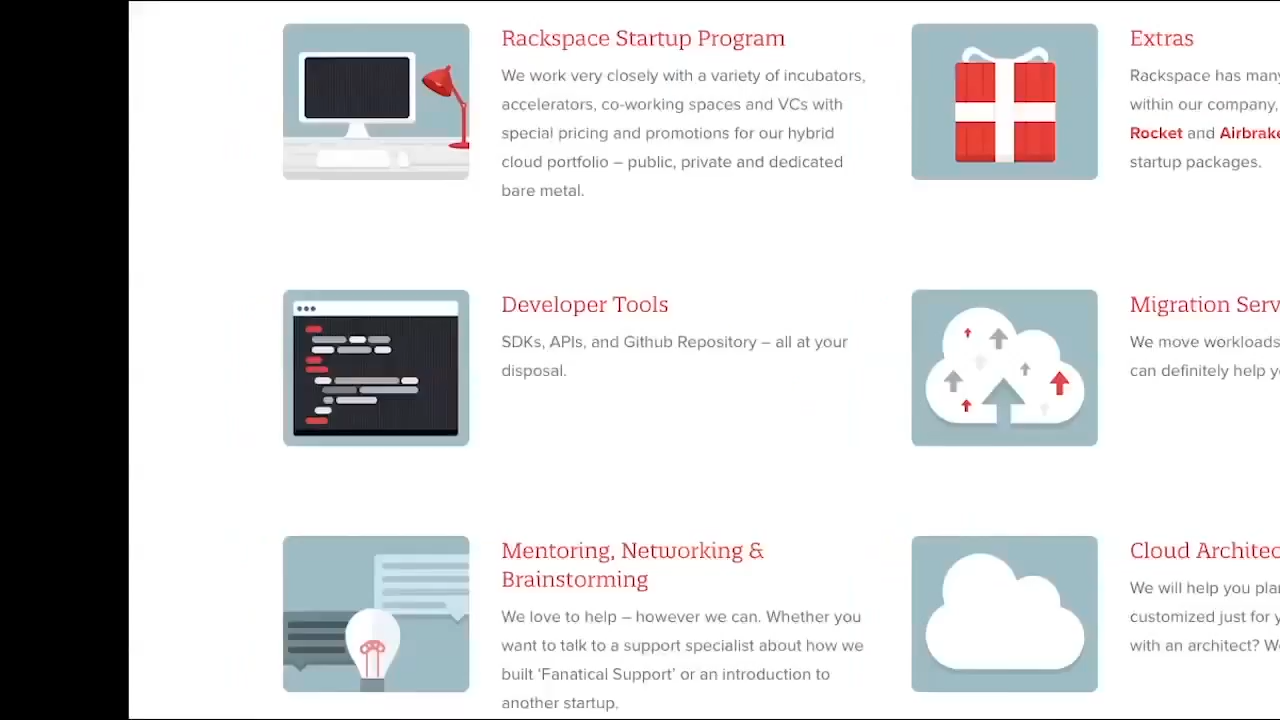 Rackspace Startup Program
We work very closely with a variety of incubators,
accelerators, co-working spaces and VCs with
special pricing and promotions for our hybrid
cloud portfolio – public, private and dedicated
bare metal.
Extras
Rackspace has many
within our company,
Rocket and Airbrake
startup packages.
Developer Tools
SDKs, APIs, and Github Repository – all at your
disposal.
Migration Serv
We move workloads
can definitely help y
Mentoring, Networking &
Brainstorming
We love to help – however we can. Whether you
want to talk to a support specialist about how we
built ‘Fanatical Support’ or an introduction to
another startup.
Cloud Architec
We will help you plan
customized just for y
with an architect? We